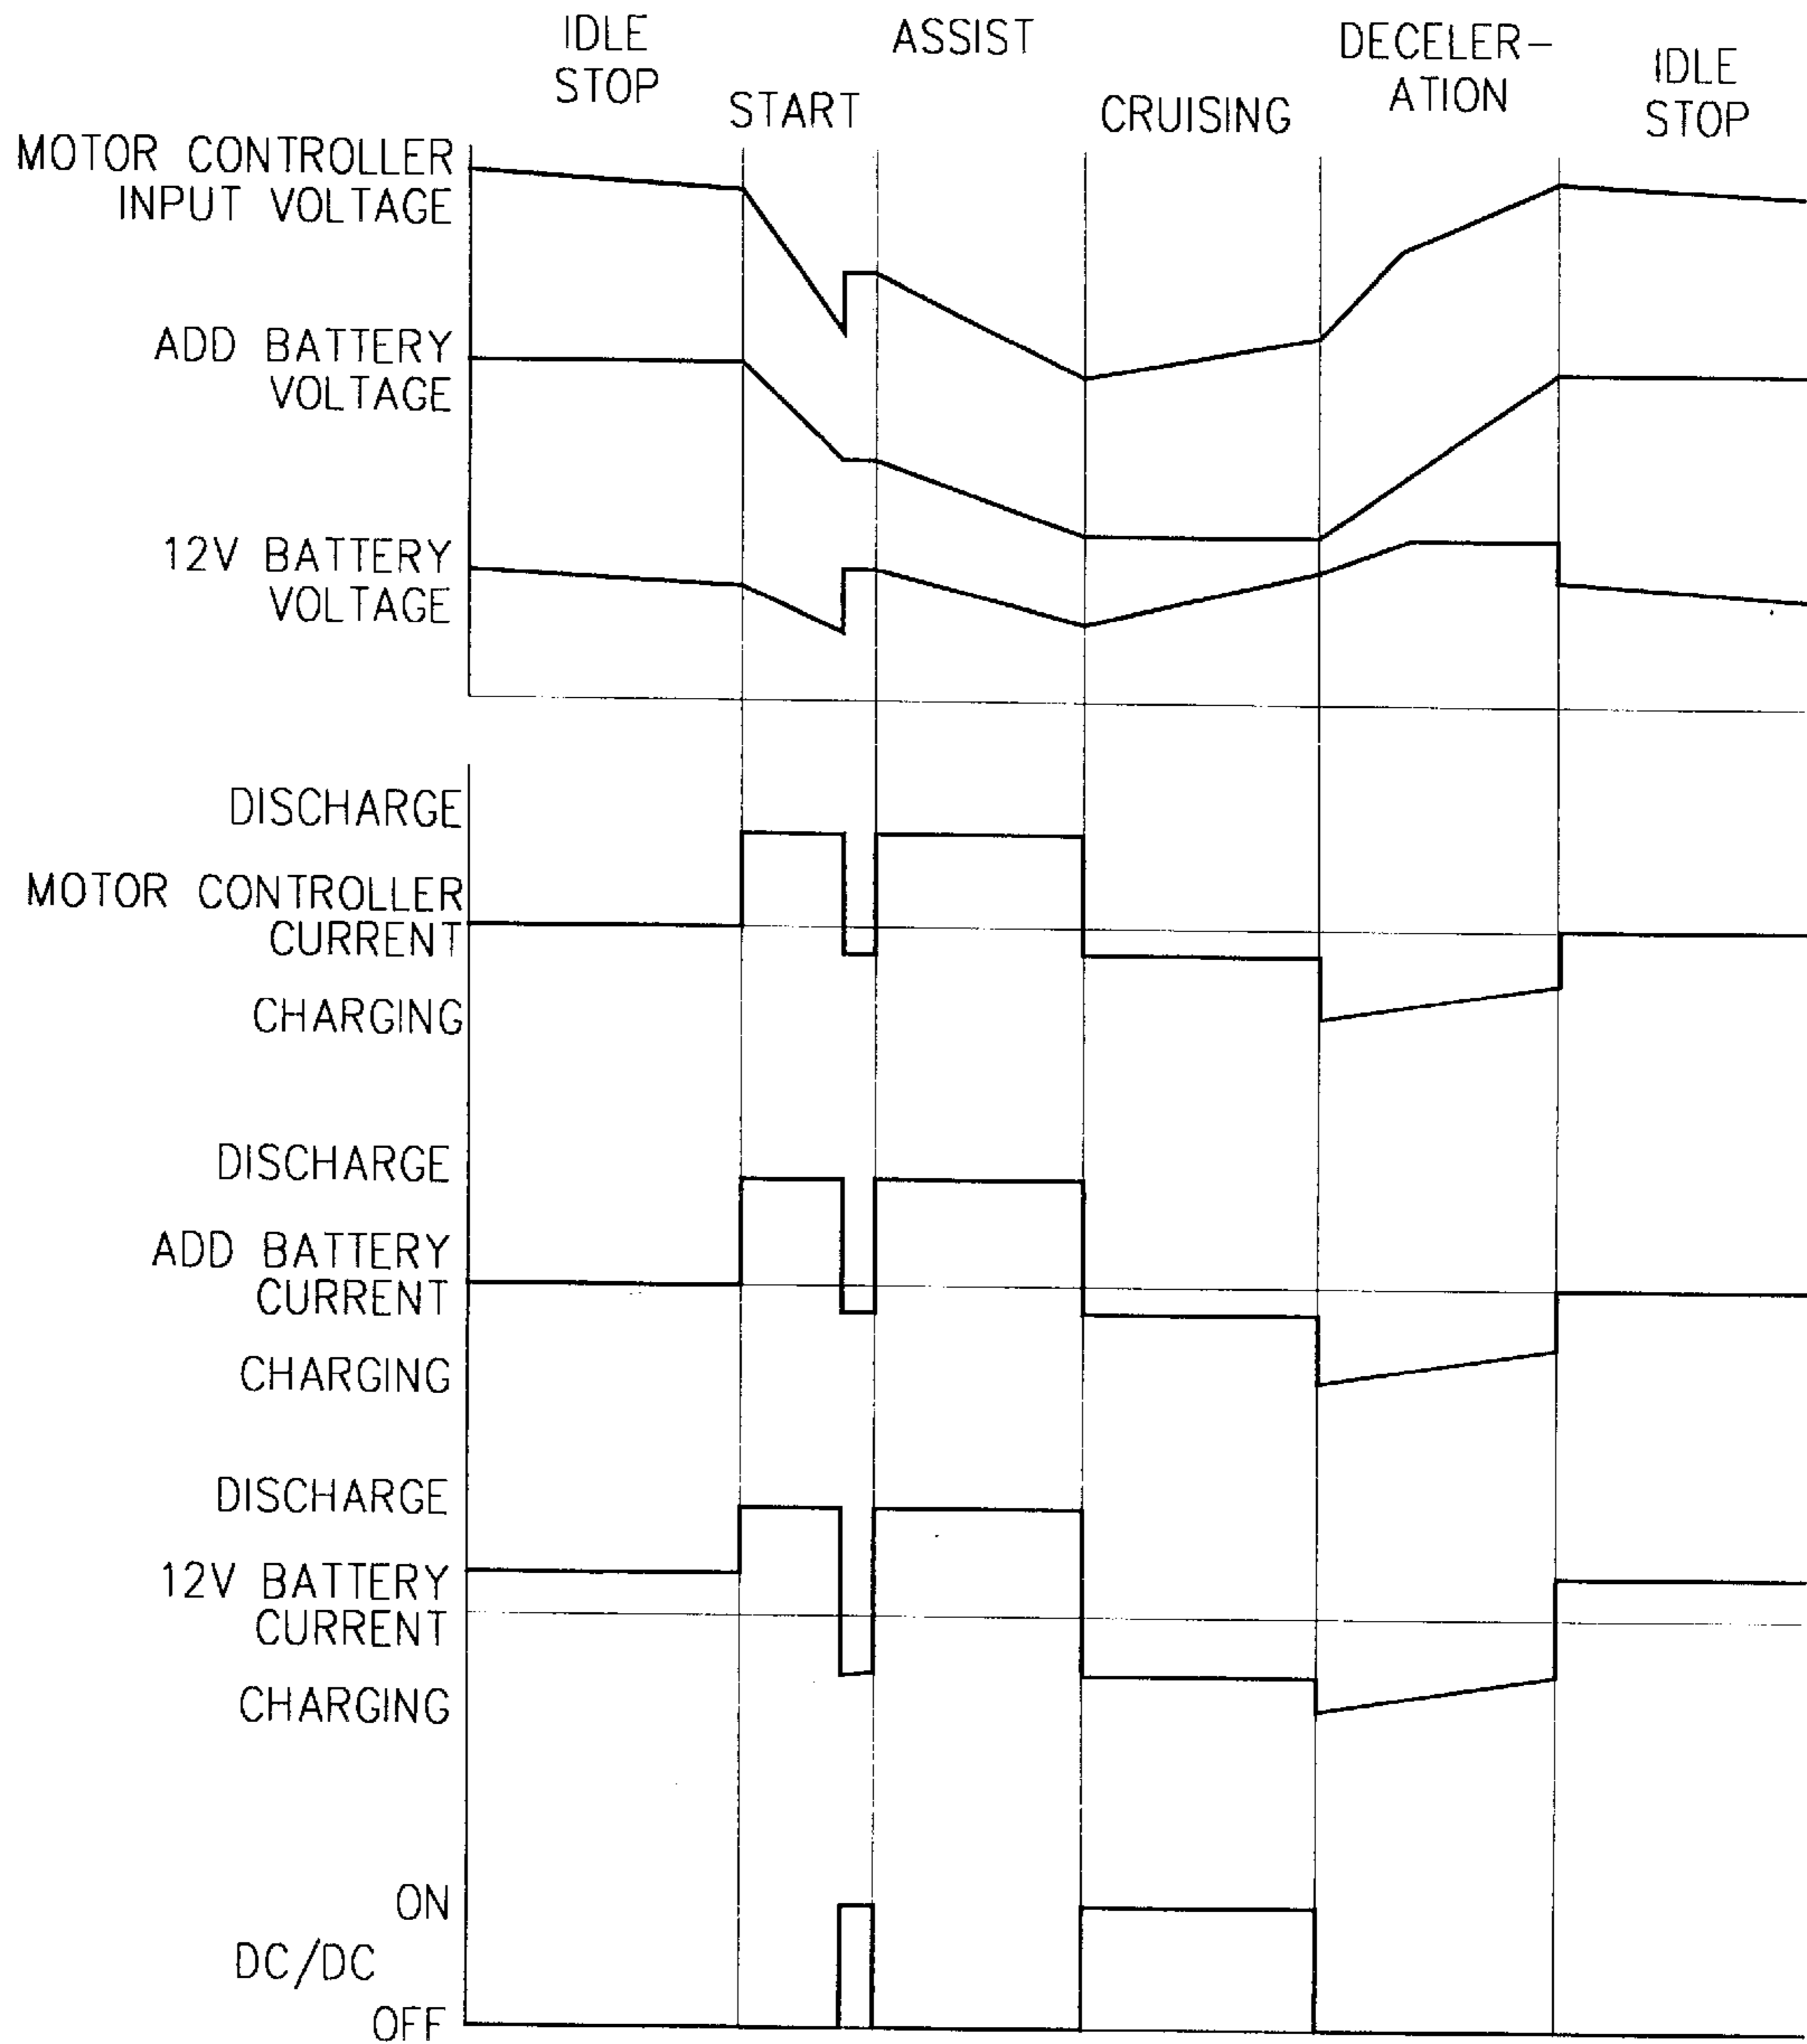 IDLE
STOP
START
ASSIST
CRUISING
DECELER-
ATION
IDLE
STOP
MOTOR CONTROLLER
INPUT VOLTAGE
ADD BATTERY
VOLTAGE
12V BATTERY
VOLTAGE
DISCHARGE
MOTOR CONTROLLER
CURRENT
CHARGING
DISCHARGE
ADD BATTERY
CURRENT
CHARGING
DISCHARGE
12V BATTERY
CURRENT
CHARGING
ON
DC/DC
OFF